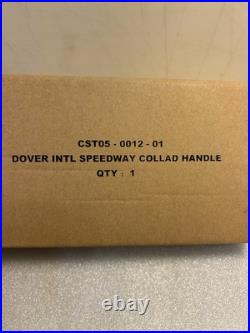 CST05 - 0012 - 01
DOVER INTL SPEEDWAY COLLAD HANDLE
QTY : 1